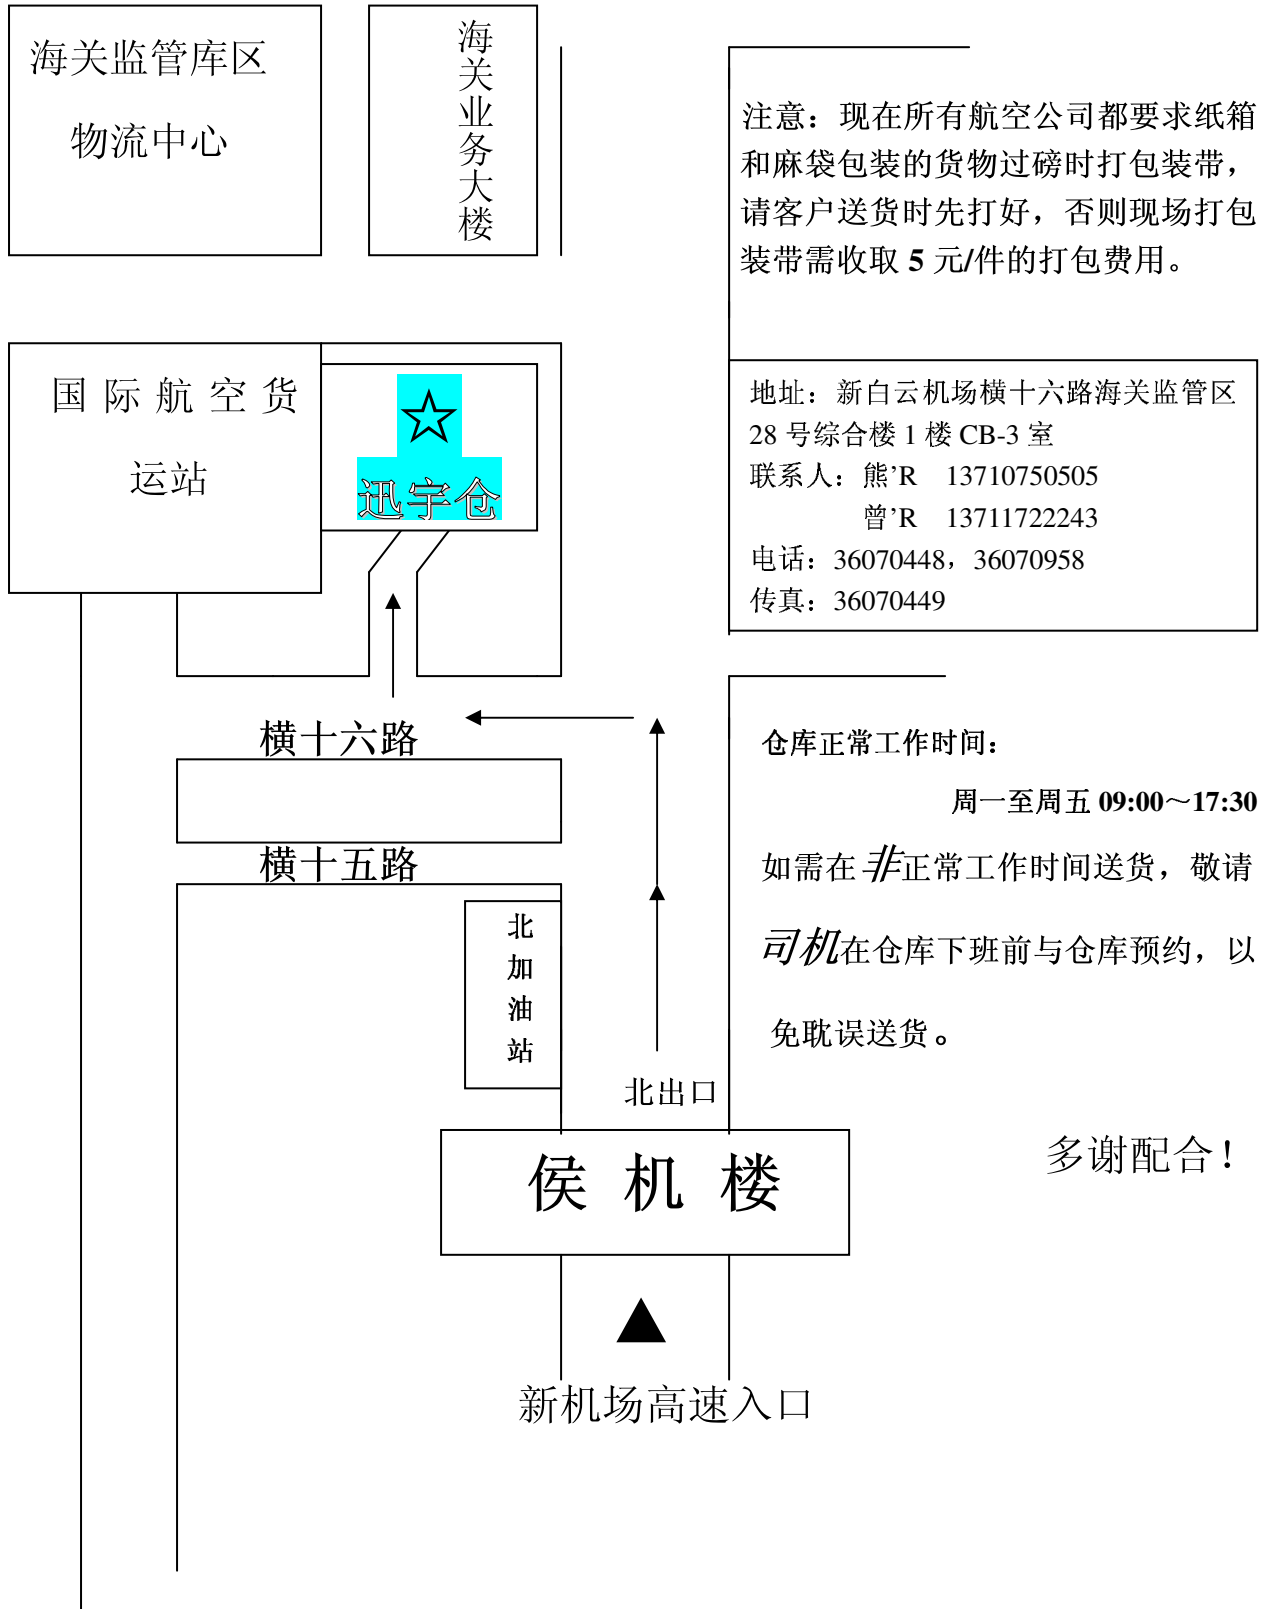 海关监管库区
物流中心
海关业务大楼
注意：现在所有航空公司都要求纸箱
和麻袋包装的货物过磅时打包装带，
请客户送货时先打好，否则现场打包
装带需收取 5 元/件的打包费用。
国际航空货
运站
☆
迅宇仓
地址：新白云机场横十六路海关监管区
28 号综合楼 1 楼 CB-3 室
联系人：熊’R 13710750505
曾’R 13711722243
电话：36070448，36070958
传真：36070449
横十六路
仓库正常工作时间：
周一至周五 09:00～17:30
横十五路
如需在非正常工作时间送货，敬请
司机在仓库下班前与仓库预约，以
免耽误送货。
北加油站
北出口
多谢配合！
侯机楼
新机场高速入口